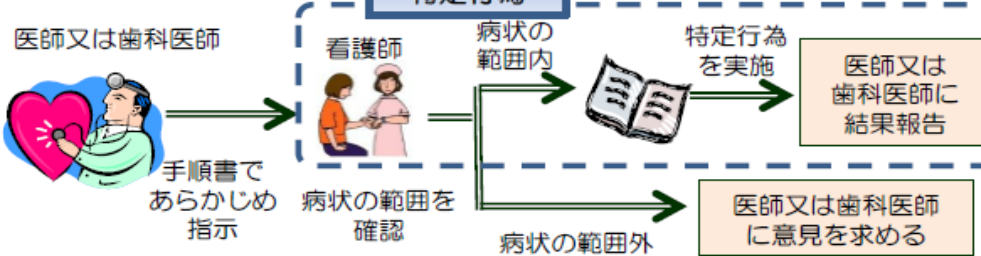 特定行為
医師又は歯科医師
手順書で
あらかじめ
指示
看護師
病状の範囲を
確認
病状の
範囲内
特定行為
を実施
医師又は
歯科医師に
結果報告
病状の範囲外
医師又は歯科医師
に意見を求める